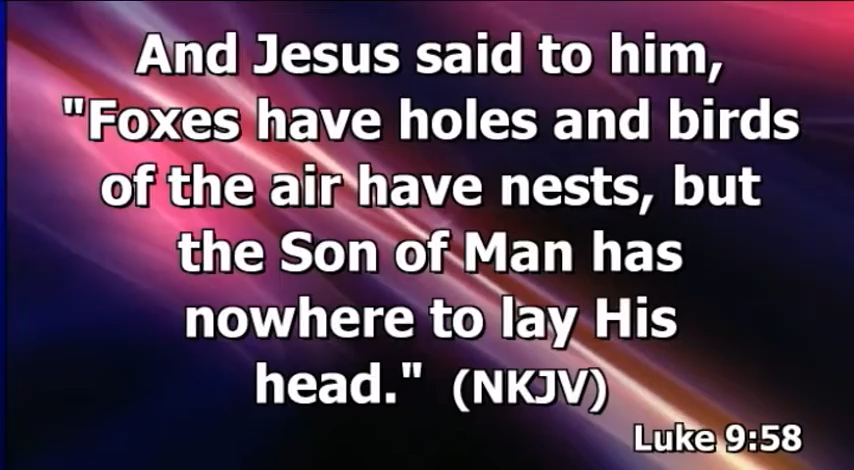 And Jesus said to him,
"Foxes have holes and birds
of the air have nests, but
the Son of Man has
nowhere to lay His
head." (NKJV)
Luke 9:58